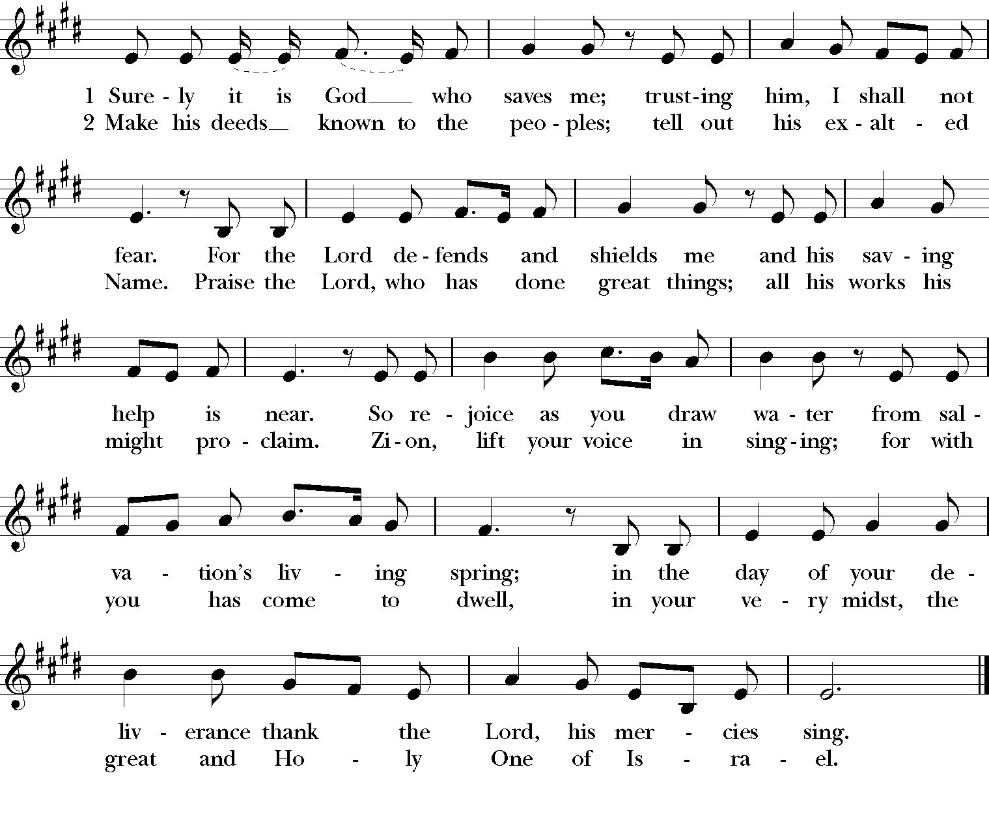 1 Sure - ly it is God who saves me; trust-ing him, I shall not
2 Make his deeds known to the peo - ples; tell out his ex - alt - ed
fear. For the Lord de - fends and shields me and his sav - ing
Name. Praise the Lord, who has done great things; all his works his
help is near. So re - joice as you draw wa - ter from sal -
might pro - claim. Zi - on, lift your voice in sing - ing; for with
va - tion's liv - ing spring; in the day of your de -
you has come to dwell, in your ve - ry midst, the
liv - erance thank the Lord, his mer - cies sing.
great and Ho - ly One of Is - ra - el.